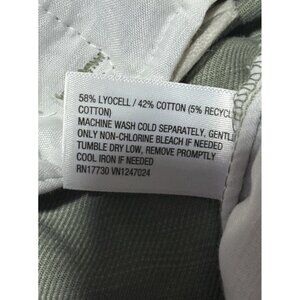 58% LYOCELL / 42% COTTON (5% RECYCL
COTTON)
MACHINE WASH COLD SEPARATELY, GENTL
ONLY NON-CHLORINE BLEACH IF NEEDED
TUMBLE DRY LOW, REMOVE PROMPTLY
COOL IRON IF NEEDED
RN17730 VN1247024